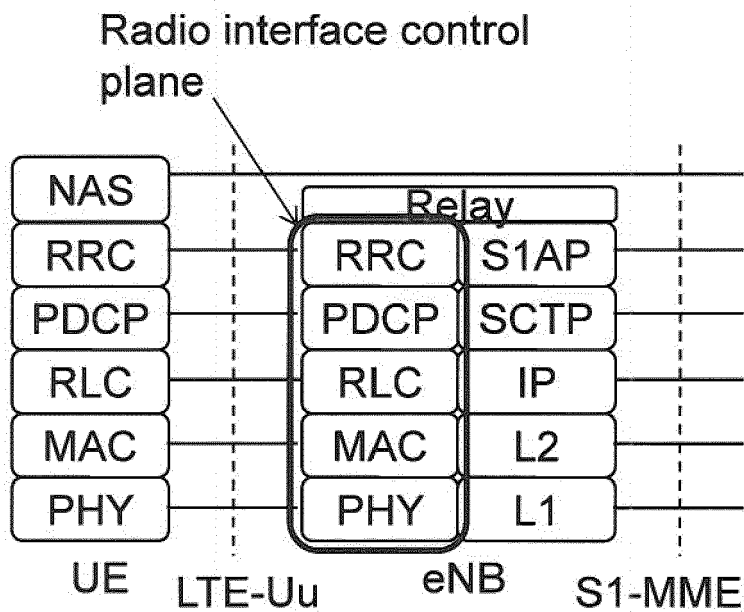 Radio interface control
plane
NAS
Relay
RRC RRC S1AP
PDCP PDCP SCTP
RLC RLC IP
MAC MAC L2
PHY PHY L1
UE LTE-Uu eNB S1-MME